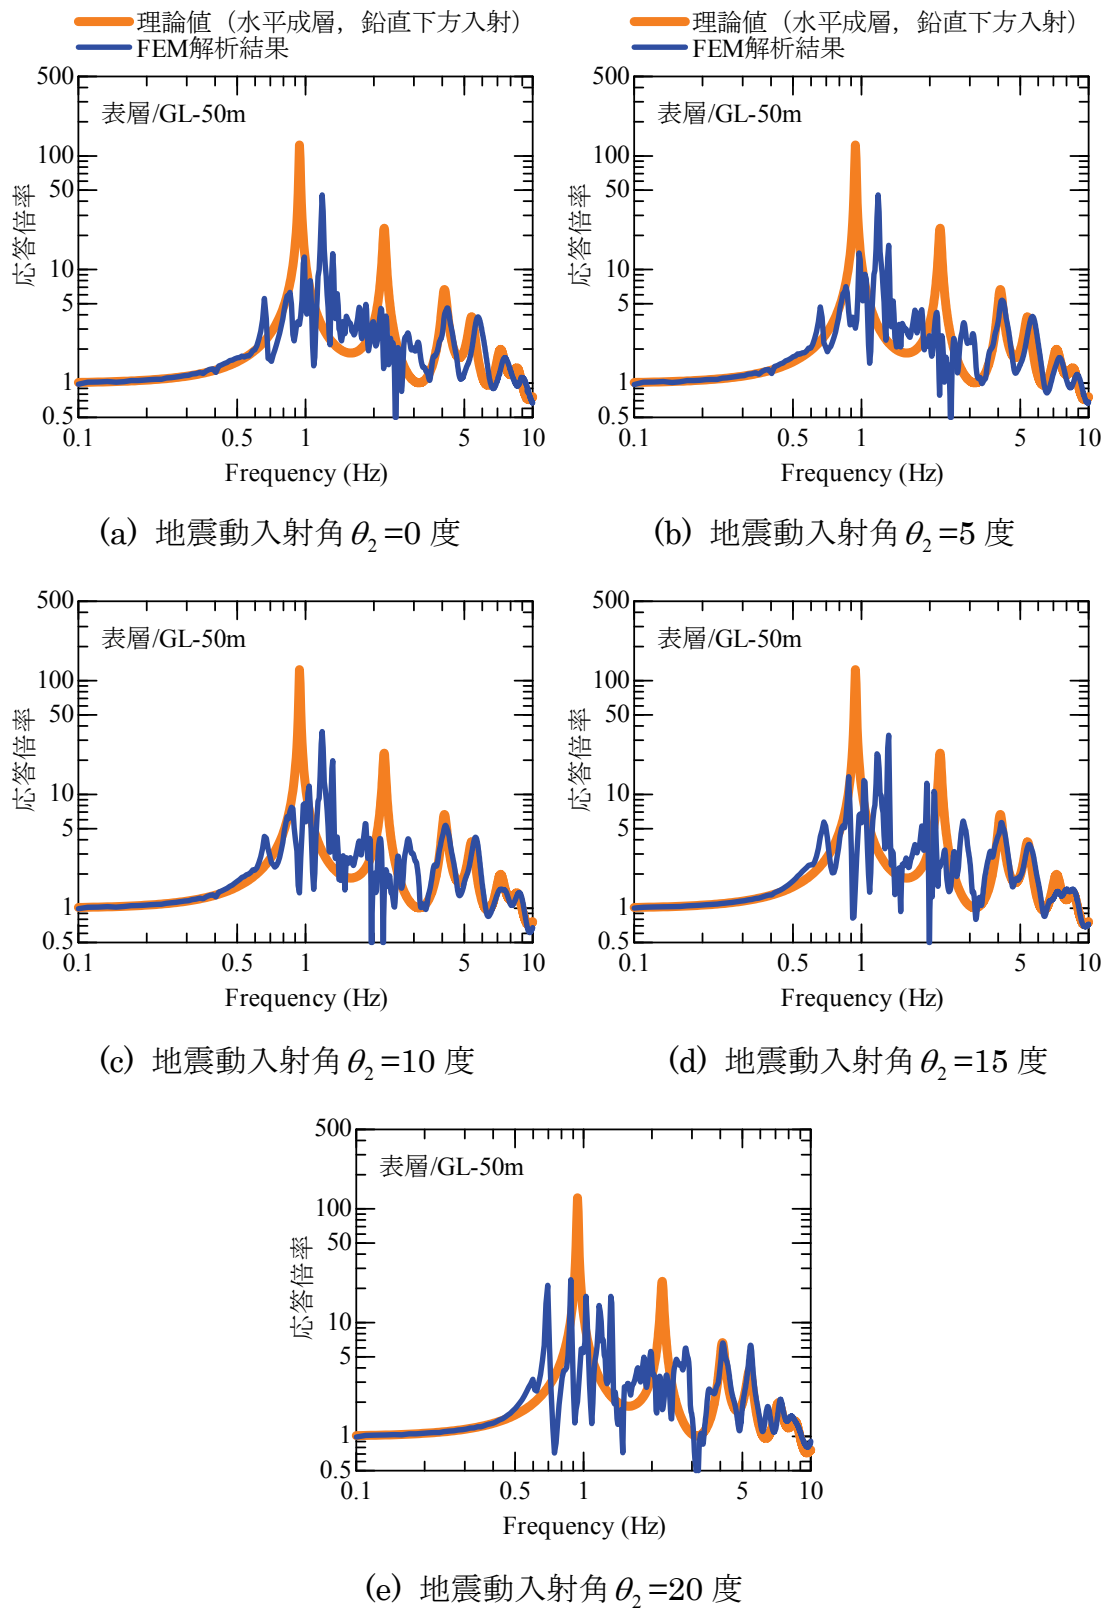 理論値（水平成層，鉛直下方入射）
FEM解析結果
理論値（水平成層，鉛直下方入射）
FEM解析結果
500
100
50
10
5
1
0.5
応答倍率
表層/GL-50m
0.1 0.5 1 5 10
Frequency (Hz)
(a) 地震動入射角θ₂=0 度
500
100
50
10
5
1
0.5
応答倍率
表層/GL-50m
0.1 0.5 1 5 10
Frequency (Hz)
(b) 地震動入射角θ₂=5 度
500
100
50
10
5
1
0.5
応答倍率
表層/GL-50m
0.1 0.5 1 5 10
Frequency (Hz)
(c) 地震動入射角θ₂=10 度
500
100
50
10
5
1
0.5
応答倍率
表層/GL-50m
0.1 0.5 1 5 10
Frequency (Hz)
(d) 地震動入射角θ₂=15 度
500
100
50
10
5
1
0.5
応答倍率
表層/GL-50m
0.1 0.5 1 5 10
Frequency (Hz)
(e) 地震動入射角θ₂=20 度